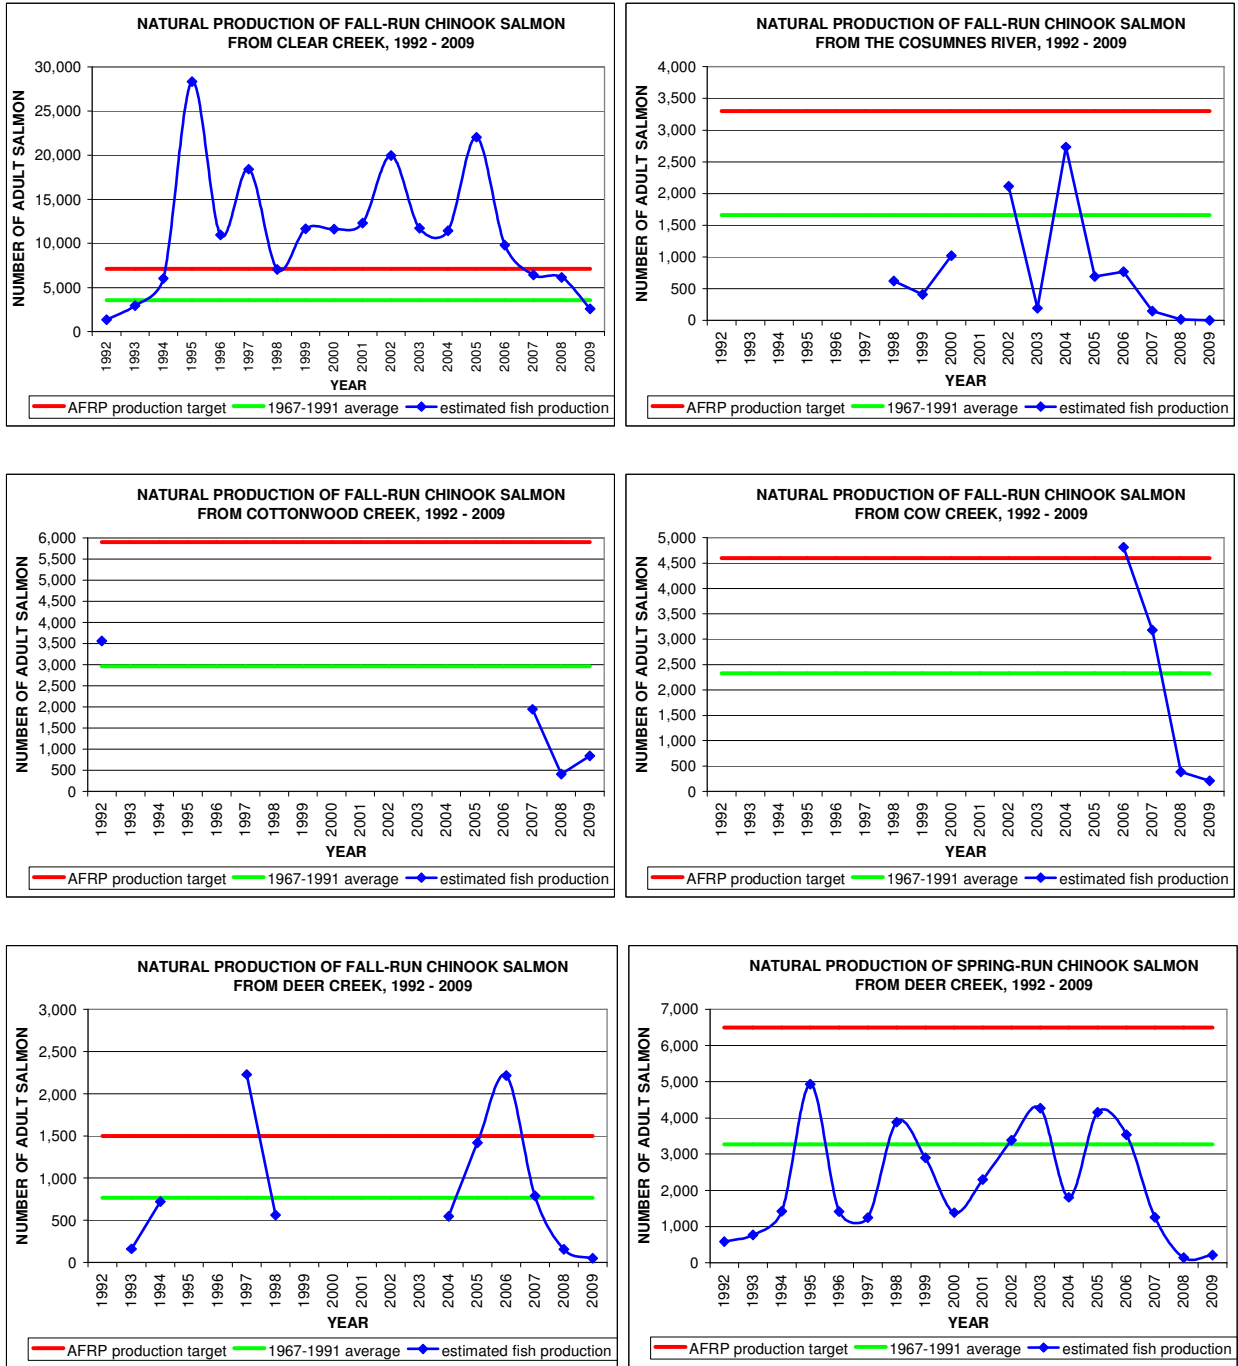 NATURAL PRODUCTION OF FALL-RUN CHINOOK SALMON
FROM CLEAR CREEK, 1992 - 2009
NUMBER OF ADULT SALMON
30,000
25,000
20,000
15,000
10,000
5,000
0
1992 1993 1994 1995 1996 1997 1998 1999 2000 2001 2002 2003 2004 2005 2006 2007 2008 2009
YEAR
AFRP production target 1967-1991 average estimated fish production
NATURAL PRODUCTION OF FALL-RUN CHINOOK SALMON
FROM THE COSUMNES RIVER, 1992 - 2009
NUMBER OF ADULT SALMON
4,000
3,500
3,000
2,500
2,000
1,500
1,000
500
0
1992 1993 1994 1995 1996 1997 1998 1999 2000 2001 2002 2003 2004 2005 2006 2007 2008 2009
YEAR
AFRP production target 1967-1991 average estimated fish production
NATURAL PRODUCTION OF FALL-RUN CHINOOK SALMON
FROM COTTONWOOD CREEK, 1992 - 2009
NUMBER OF ADULT SALMON
6,000
5,500
5,000
4,500
4,000
3,500
3,000
2,500
2,000
1,500
1,000
500
0
1992 1993 1994 1995 1996 1997 1998 1999 2000 2001 2002 2003 2004 2005 2006 2007 2008 2009
YEAR
AFRP production target 1967-1991 average estimated fish production
NATURAL PRODUCTION OF FALL-RUN CHINOOK SALMON
FROM COW CREEK, 1992 - 2009
NUMBER OF ADULT SALMON
5,000
4,500
4,000
3,500
3,000
2,500
2,000
1,500
1,000
500
0
1992 1993 1994 1995 1996 1997 1998 1999 2000 2001 2002 2003 2004 2005 2006 2007 2008 2009
YEAR
AFRP production target 1967-1991 average estimated fish production
NATURAL PRODUCTION OF FALL-RUN CHINOOK SALMON
FROM DEER CREEK, 1992 - 2009
NUMBER OF ADULT SALMON
3,000
2,500
2,000
1,500
1,000
500
0
1992 1993 1994 1995 1996 1997 1998 1999 2000 2001 2002 2003 2004 2005 2006 2007 2008 2009
YEAR
AFRP production target 1967-1991 average estimated fish production
NATURAL PRODUCTION OF SPRING-RUN CHINOOK SALMON
FROM DEER CREEK, 1992 - 2009
NUMBER OF ADULT SALMON
7,000
6,000
5,000
4,000
3,000
2,000
1,000
0
1992 1993 1994 1995 1996 1997 1998 1999 2000 2001 2002 2003 2004 2005 2006 2007 2008 2009
YEAR
AFRP production target 1967-1991 average estimated fish production